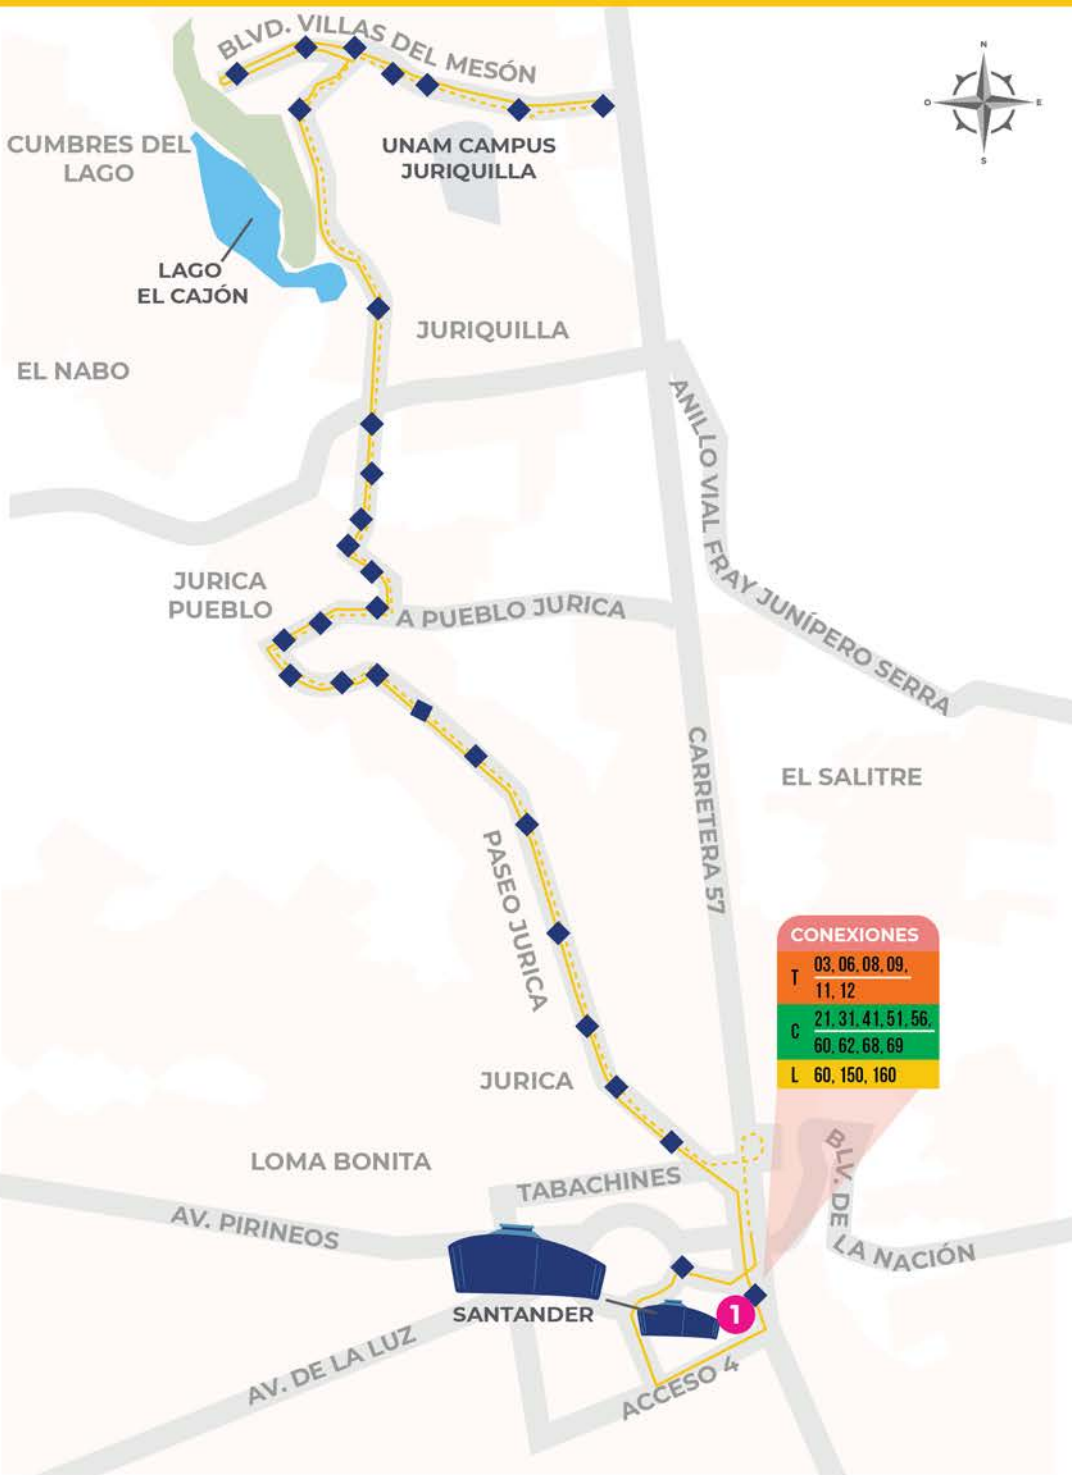 BLVD. VILLAS DEL MESÓN
N
O
E
S
CUMBRES DEL
LAGO
UNAM CAMPUS
JURIQUILLA
LAGO
EL CAJÓN
JURIQUILLA
EL NABO
ANILLO VIAL FRAY JUNÍPERO SERRA
JURICA
PUEBLO
A PUEBLO JURICA
CARRETERA 57
EL SALITRE
PASEO JURICA
CONEXIONES
T 03, 06, 08, 09,
11, 12
C 21, 31, 41, 51, 56,
60, 62, 68, 69
L 60, 150, 160
JURICA
LOMA BONITA
TABACHINES
BLV. DE
LA NACIÓN
AV. PIRINEOS
SANTANDER
1
AV. DE LA LUZ
ACCESO 4